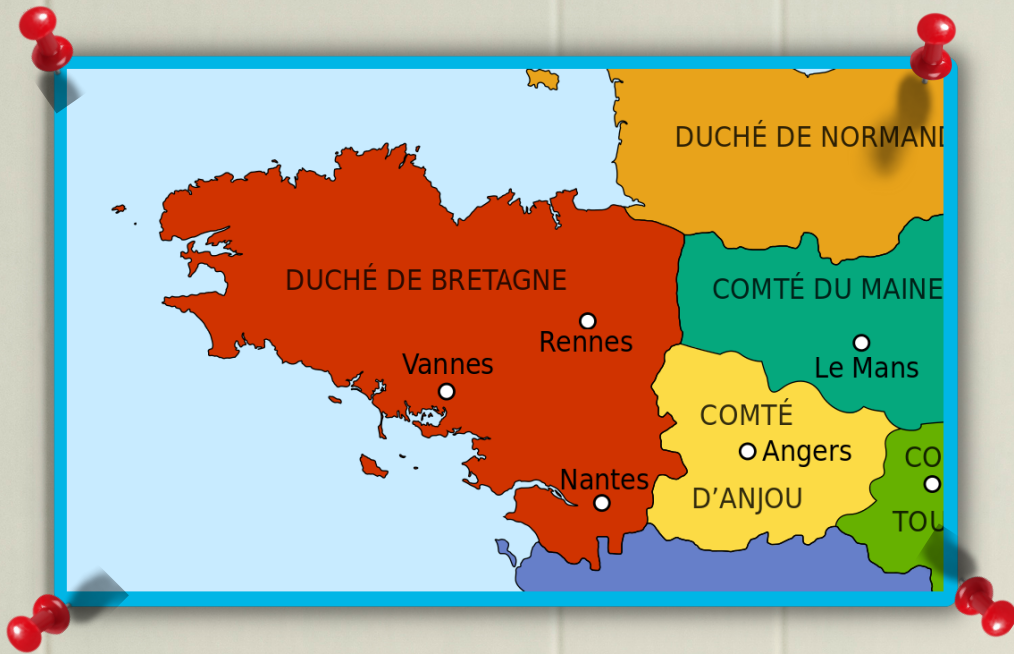 DUCHÉ DE NORMAND
DUCHÉ DE BRETAGNE
COMTÉ DU MAINE
Rennes
Le Mans
Vannes
COMTÉ
Angers
D’ANJOU
Nantes
CO
TOU